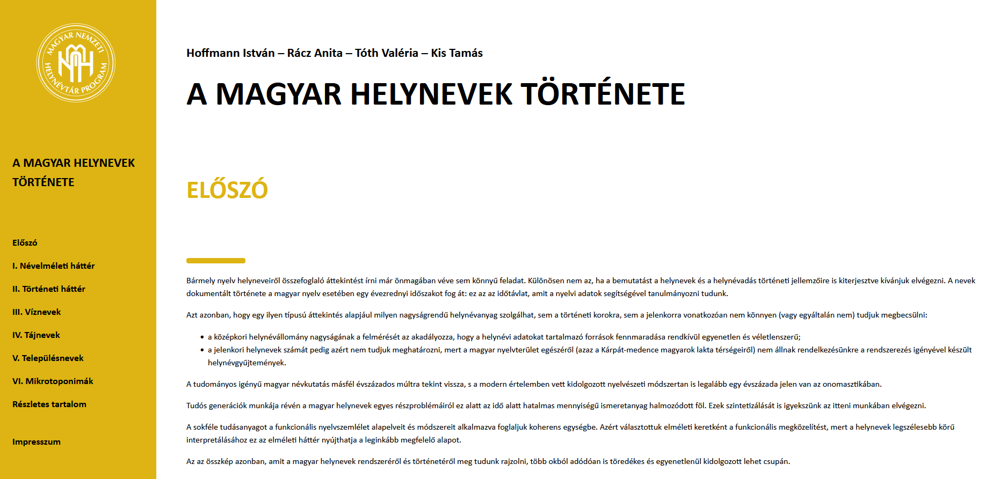 MAGYAR NEMZETI
HELYNÉVTÁR PROGRAM
A MAGYAR HELYNEVEK
TÖRTÉNETE
Előszó
I. Névelméleti háttér
II. Történeti háttér
III. Víznevek
IV. Tájnevek
V. Településnevek
VI. Mikrotoponimák
Részletes tartalom
Impresszum
Hoffmann István – Rácz Anita – Tóth Valéria – Kis Tamás
A MAGYAR HELYNEVEK TÖRTÉNETE
ELŐSZÓ
Bármely nyelv helyneveiről összefoglaló áttekintést írni már önmagában véve sem könnyű feladat. Különösen nem az, ha a bemutatást a helynevek és a helynévadás történeti jellemzőire is kiterjesztve kívánjuk elvégezni. A nevek
dokumentált története a magyar nyelv esetében egy évezrednyi időszakot fog át: ez az az időtávlat, amit a nyelvi adatok segítségével tanulmányozni tudunk.
Azt azonban, hogy egy ilyen típusú áttekintés alapjául milyen nagyságrendű helynévanyag szolgálhat, sem a történeti korokra, sem a jelenkorra vonatkozóan nem könnyen (vagy egyáltalán nem) tudjuk megbecsülni:
• a középkori helynévállomány nagyságának a felmérését az akadályozza, hogy a helynévi adatokat tartalmazó források fennmaradása rendkívül egyenetlen és véletlenszerű;
• a jelenkori helynevek számát pedig azért nem tudjuk meghatározni, mert a magyar nyelvterület egészéről (azaz a Kárpát-medence magyarok lakta térségeiről) nem állnak rendelkezésünkre a rendszerezés igényével készült
helynévgyűjtemények.
A tudományos igényű magyar névkutatás másfél évszázados múltra tekint vissza, s a modern értelemben vett kidolgozott nyelvészeti módszertan is legalább egy évszázada jelen van az onomasztikában.
Tudós generációk munkája révén a magyar helynevek egyes részproblémáiról ez alatt az idő alatt hatalmas mennyiségű ismeretanyag halmozódott föl. Ezek szintetizálását is igyekszünk az itteni munkában elvégezni.
A sokféle tudásanyagot a funkcionális nyelvszemlélet alapelveit és módszereit alkalmazva foglaljuk koherens egységbe. Azért választottuk elméleti keretként a funkcionális megközelítést, mert a helynevek legszélesebb körű
interpretálásához ez az elméleti háttér nyújthatja a leginkább megfelelő alapot.
Az az összkép azonban, amit a magyar helynevek rendszeréről és történetéről meg tudunk rajzolni, több okból adódóan is töredékes és egyenetlenül kidolgozott lehet csupán.